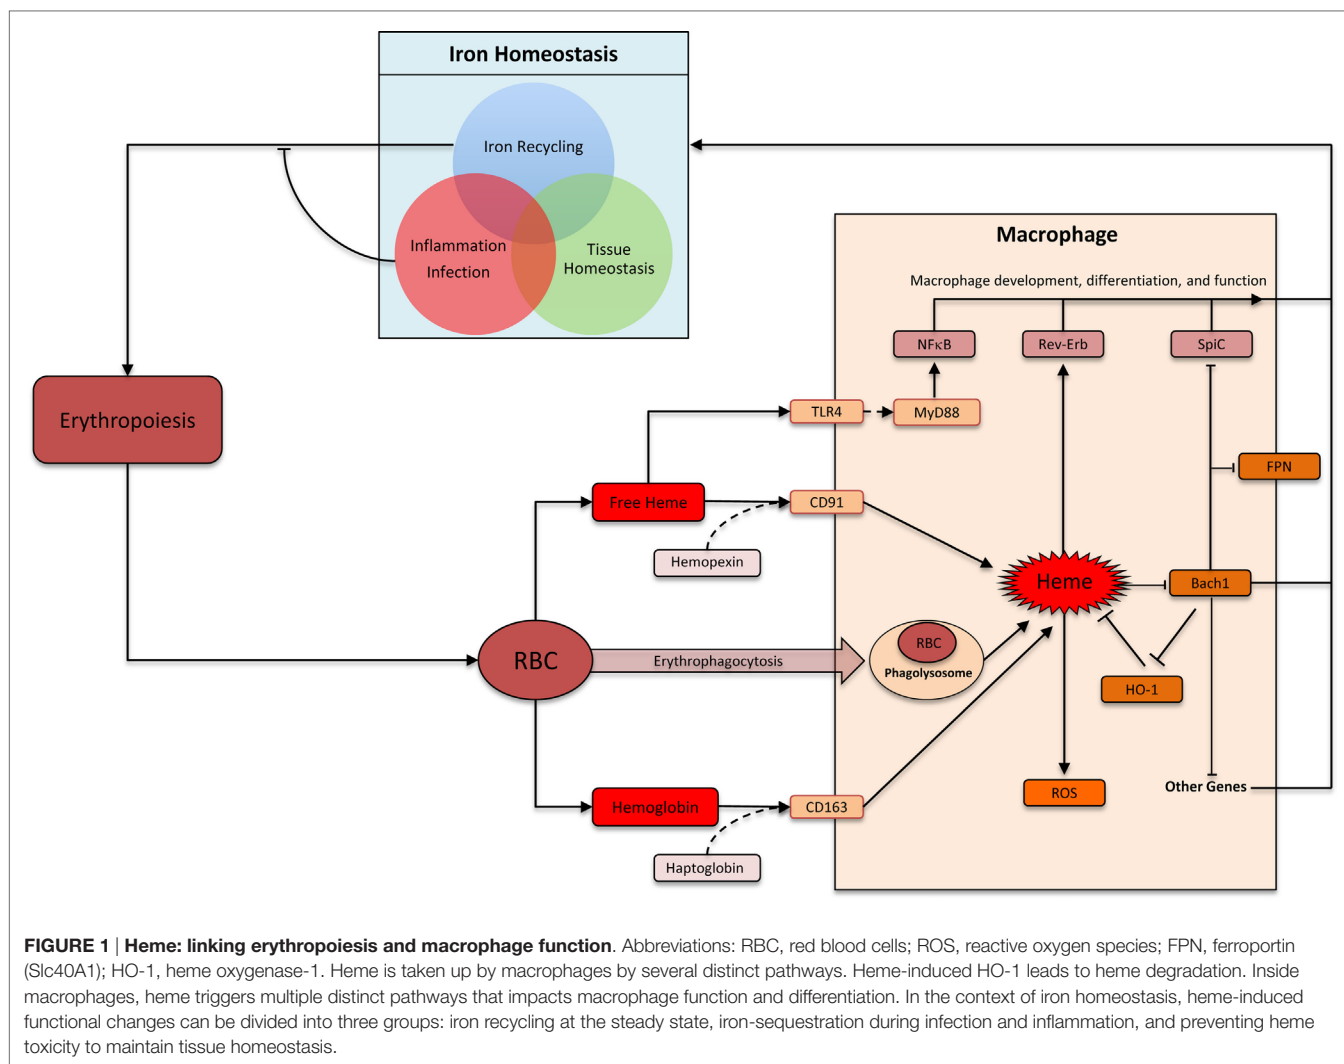 Iron Homeostasis
Iron Recycling
Inflammation
Infection
Tissue
Homeostasis
Macrophage
Macrophage development, differentiation, and function
NFκB
Rev-Erb
SpiC
Erythropoiesis
TLR4
MyD88
FPN
Free Heme
CD91
Hemopexin
Heme
Bach1
RBC
Erythrophagocytosis
RBC
Phagolysosome
HO-1
Other Genes
ROS
Hemoglobin
CD163
Haptoglobin
FIGURE 1 | Heme: linking erythropoiesis and macrophage function. Abbreviations: RBC, red blood cells; ROS, reactive oxygen species; FPN, ferroportin
(Slc40A1); HO-1, heme oxygenase-1. Heme is taken up by macrophages by several distinct pathways. Heme-induced HO-1 leads to heme degradation. Inside
macrophages, heme triggers multiple distinct pathways that impacts macrophage function and differentiation. In the context of iron homeostasis, heme-induced
functional changes can be divided into three groups: iron recycling at the steady state, iron-sequestration during infection and inflammation, and preventing heme
toxicity to maintain tissue homeostasis.